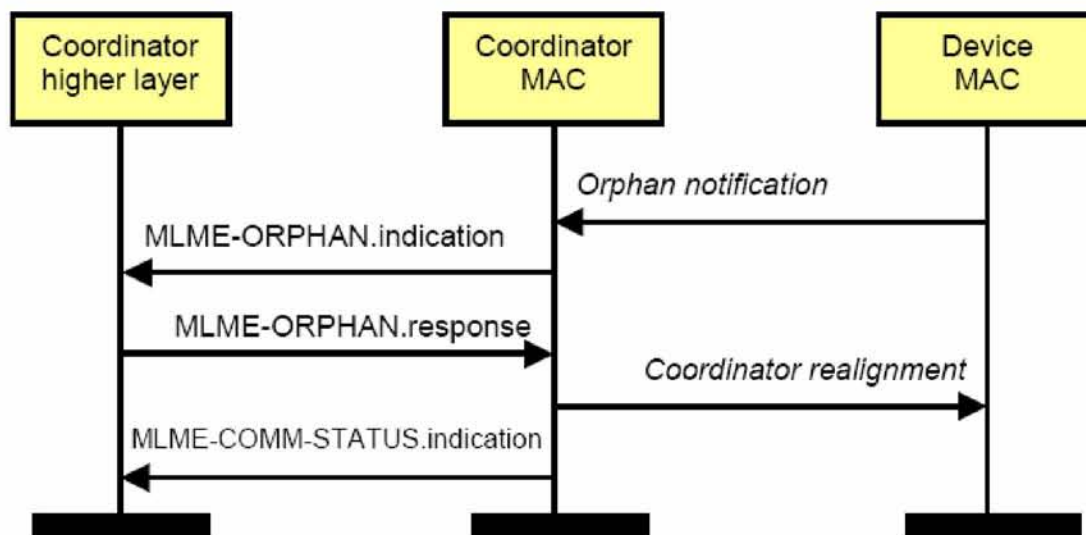 Coordinator
higher layer
Coordinator
MAC
Device
MAC
Orphan notification
MLME-ORPHAN.indication
MLME-ORPHAN.response
Coordinator realignment
MLME-COMM-STATUS.indication